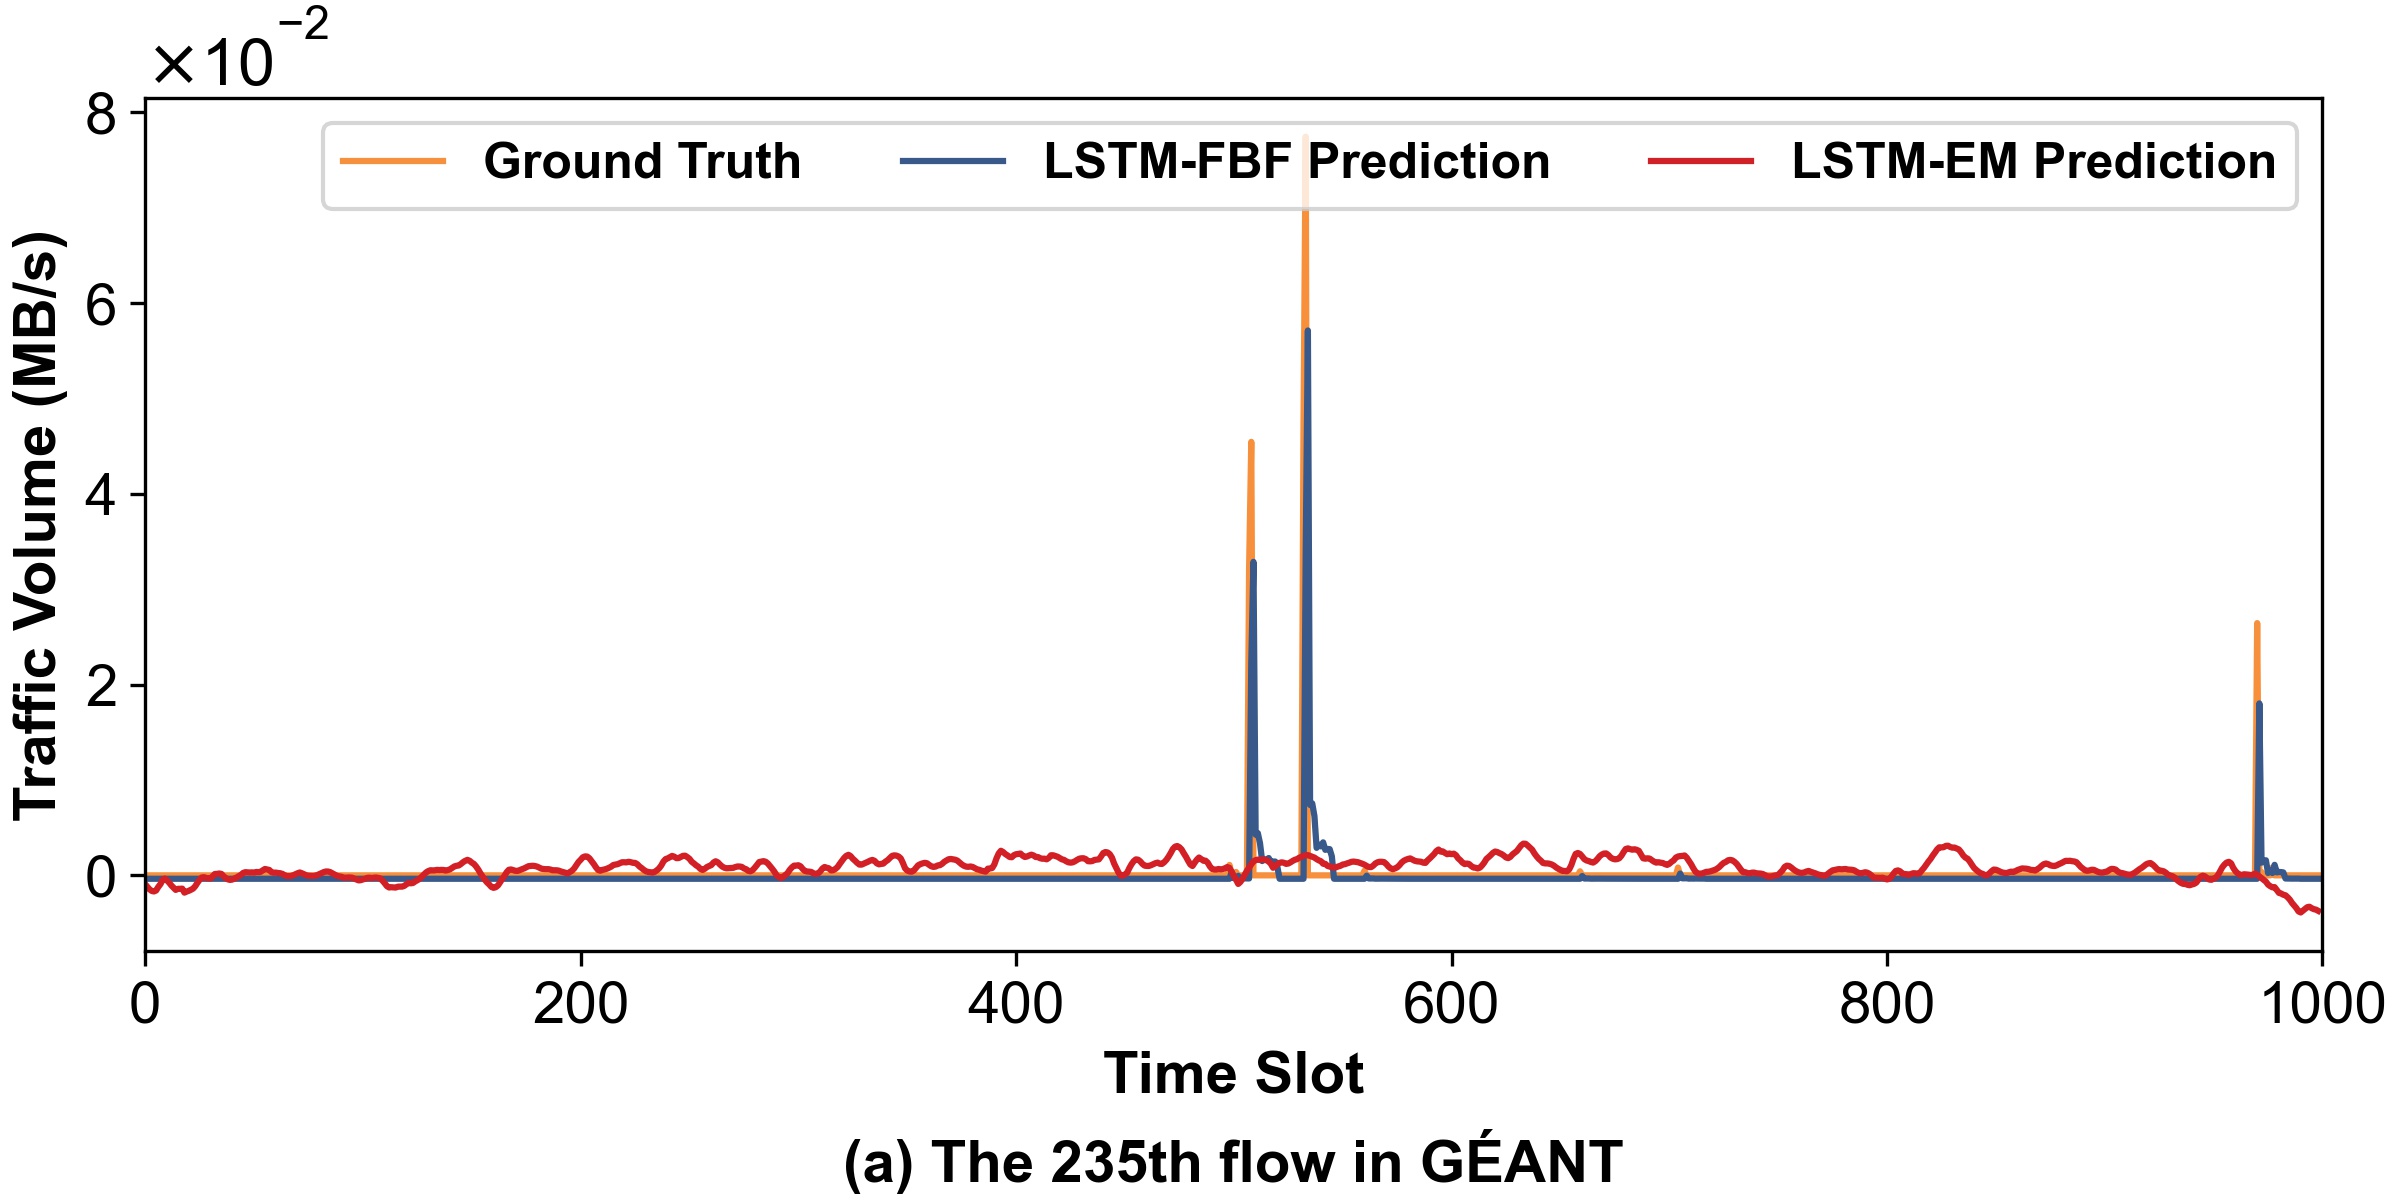 ×10⁻²
8
Ground Truth LSTM-FBF Prediction LSTM-EM Prediction
6
4
2
0
Traffic Volume (MB/s)
0 200 400 600 800 1000
Time Slot
(a) The 235th flow in GÉANT